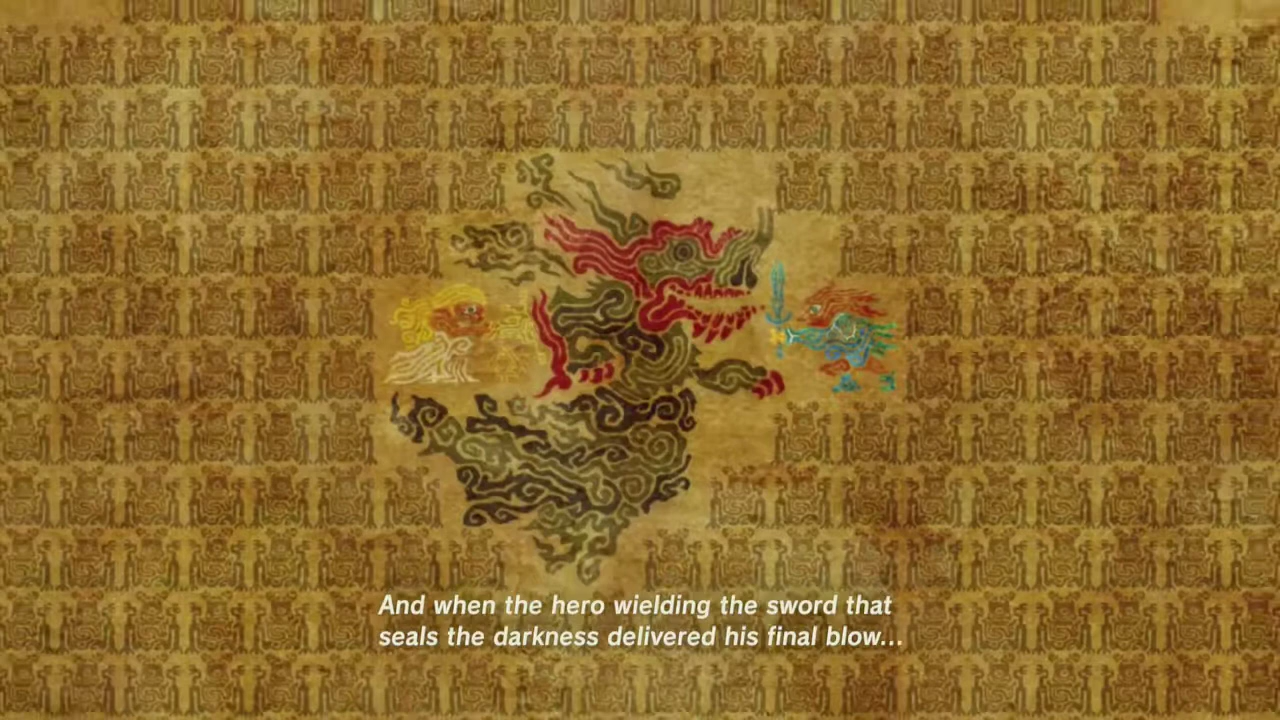 And when the hero wielding the sword that
seals the darkness delivered his final blow...